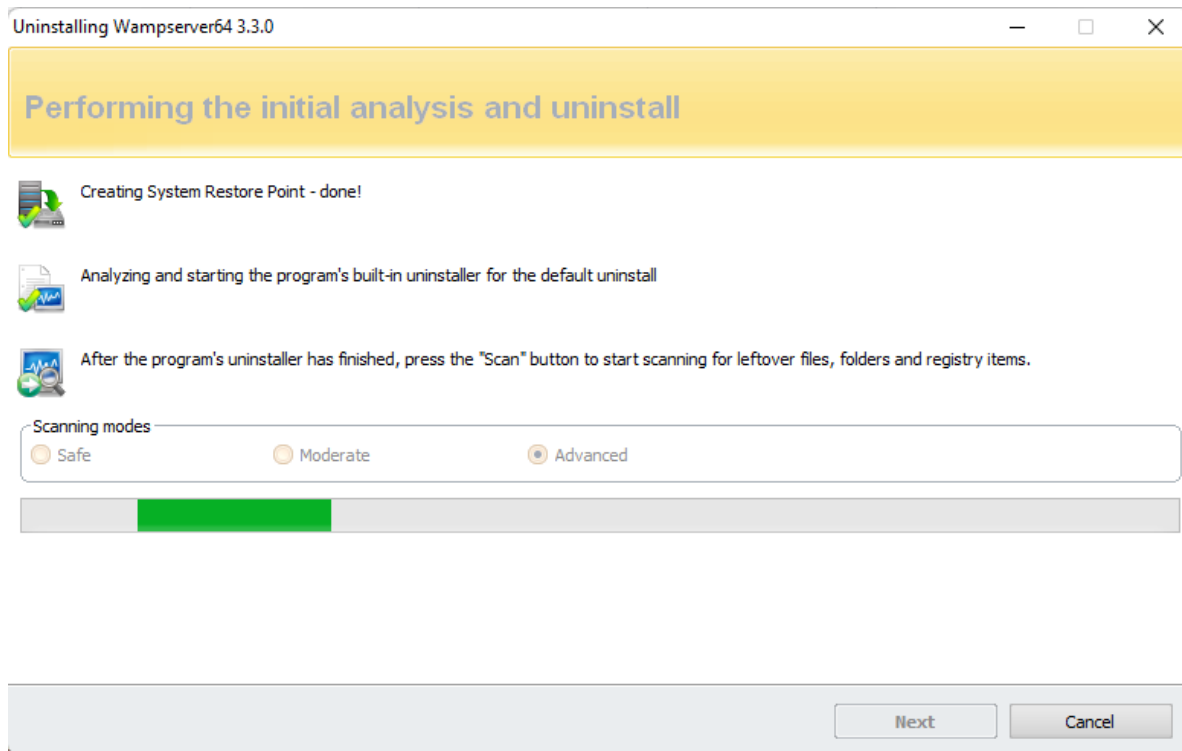 Uninstalling Wampserver64 3.3.0
Performing the initial analysis and uninstall
Creating System Restore Point - done!
Analyzing and starting the program's built-in uninstaller for the default uninstall
After the program's uninstaller has finished, press the "Scan" button to start scanning for leftover files, folders and registry items.
Scanning modes
Safe Moderate Advanced
Next Cancel